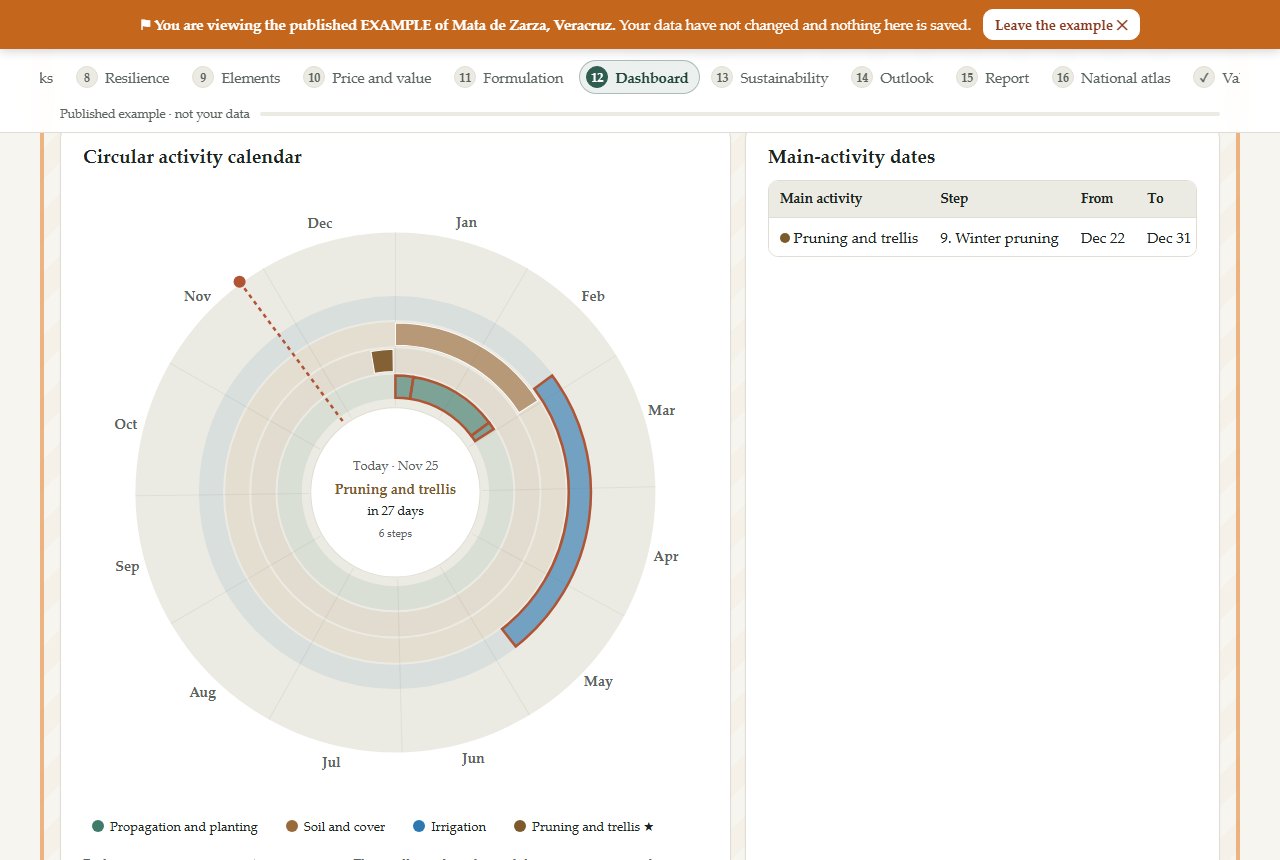 ⚑ You are viewing the published EXAMPLE of Mata de Zarza, Veracruz. Your data have not changed and nothing here is saved. Leave the example ✕
ks 8 Resilience 9 Elements 10 Price and value 11 Formulation 12 Dashboard 13 Sustainability 14 Outlook 15 Report 16 National atlas ✓ Va
Published example · not your data
Circular activity calendar
Dec
Jan
Nov
Feb
Oct
Mar
Today · Nov 25
Pruning and trellis
in 27 days
6 steps
Sep
Apr
Aug
May
Jul
Jun
Propagation and planting
Soil and cover
Irrigation
Pruning and trellis ★
Main-activity dates
Main activity Step From To
Pruning and trellis 9. Winter pruning Dec 22 Dec 31